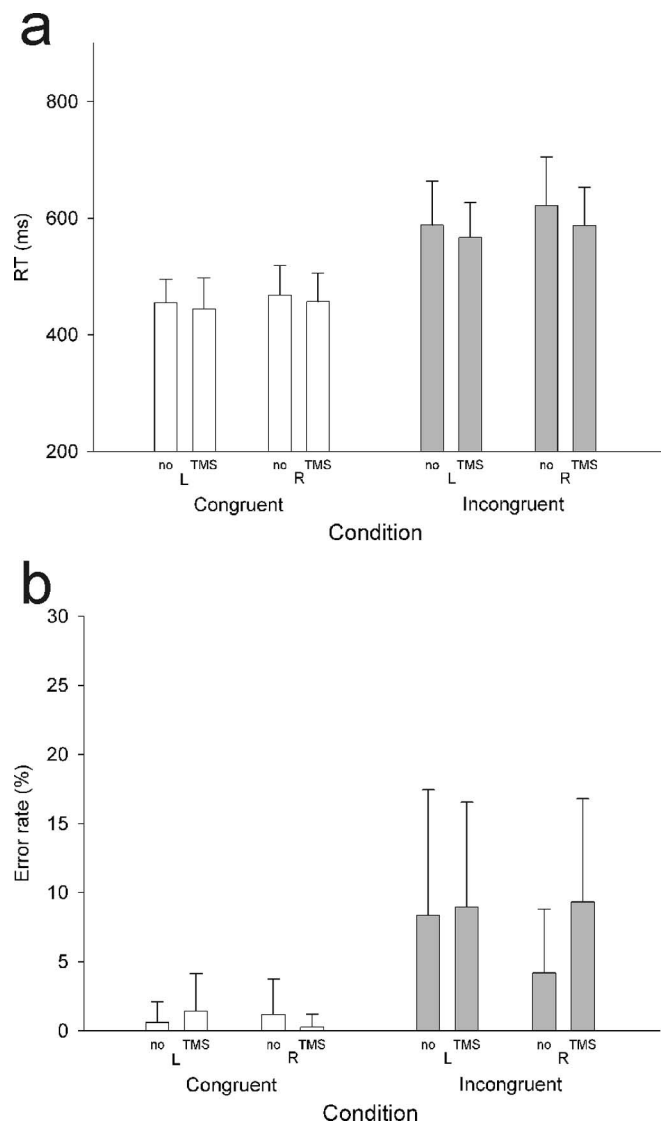 a
800
600
400
200
RT (ms)
no TMS no TMS no TMS no TMS
L R L R
Congruent Incongruent
Condition
b
30
25
20
15
10
5
0
Error rate (%)
no TMS no TMS no TMS no TMS
L R L R
Congruent Incongruent
Condition